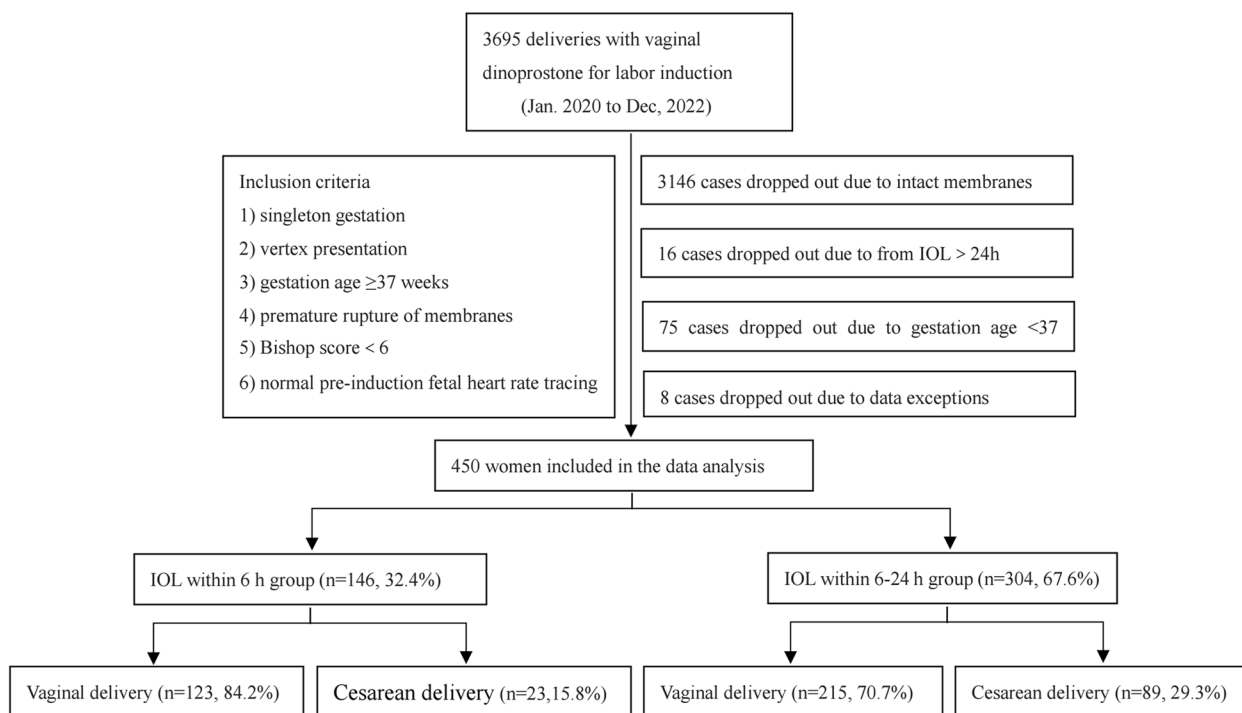 3695 deliveries with vaginal
dinoprostone for labor induction
(Jan. 2020 to Dec, 2022)
Inclusion criteria
1) singleton gestation
2) vertex presentation
3) gestation age ≥37 weeks
4) premature rupture of membranes
5) Bishop score < 6
6) normal pre-induction fetal heart rate tracing
3146 cases dropped out due to intact membranes
16 cases dropped out due to from IOL > 24h
75 cases dropped out due to gestation age <37
8 cases dropped out due to data exceptions
450 women included in the data analysis
IOL within 6 h group (n=146, 32.4%)
IOL within 6-24 h group (n=304, 67.6%)
Vaginal delivery (n=123, 84.2%)
Cesarean delivery (n=23,15.8%)
Vaginal delivery (n=215, 70.7%)
Cesarean delivery (n=89, 29.3%)